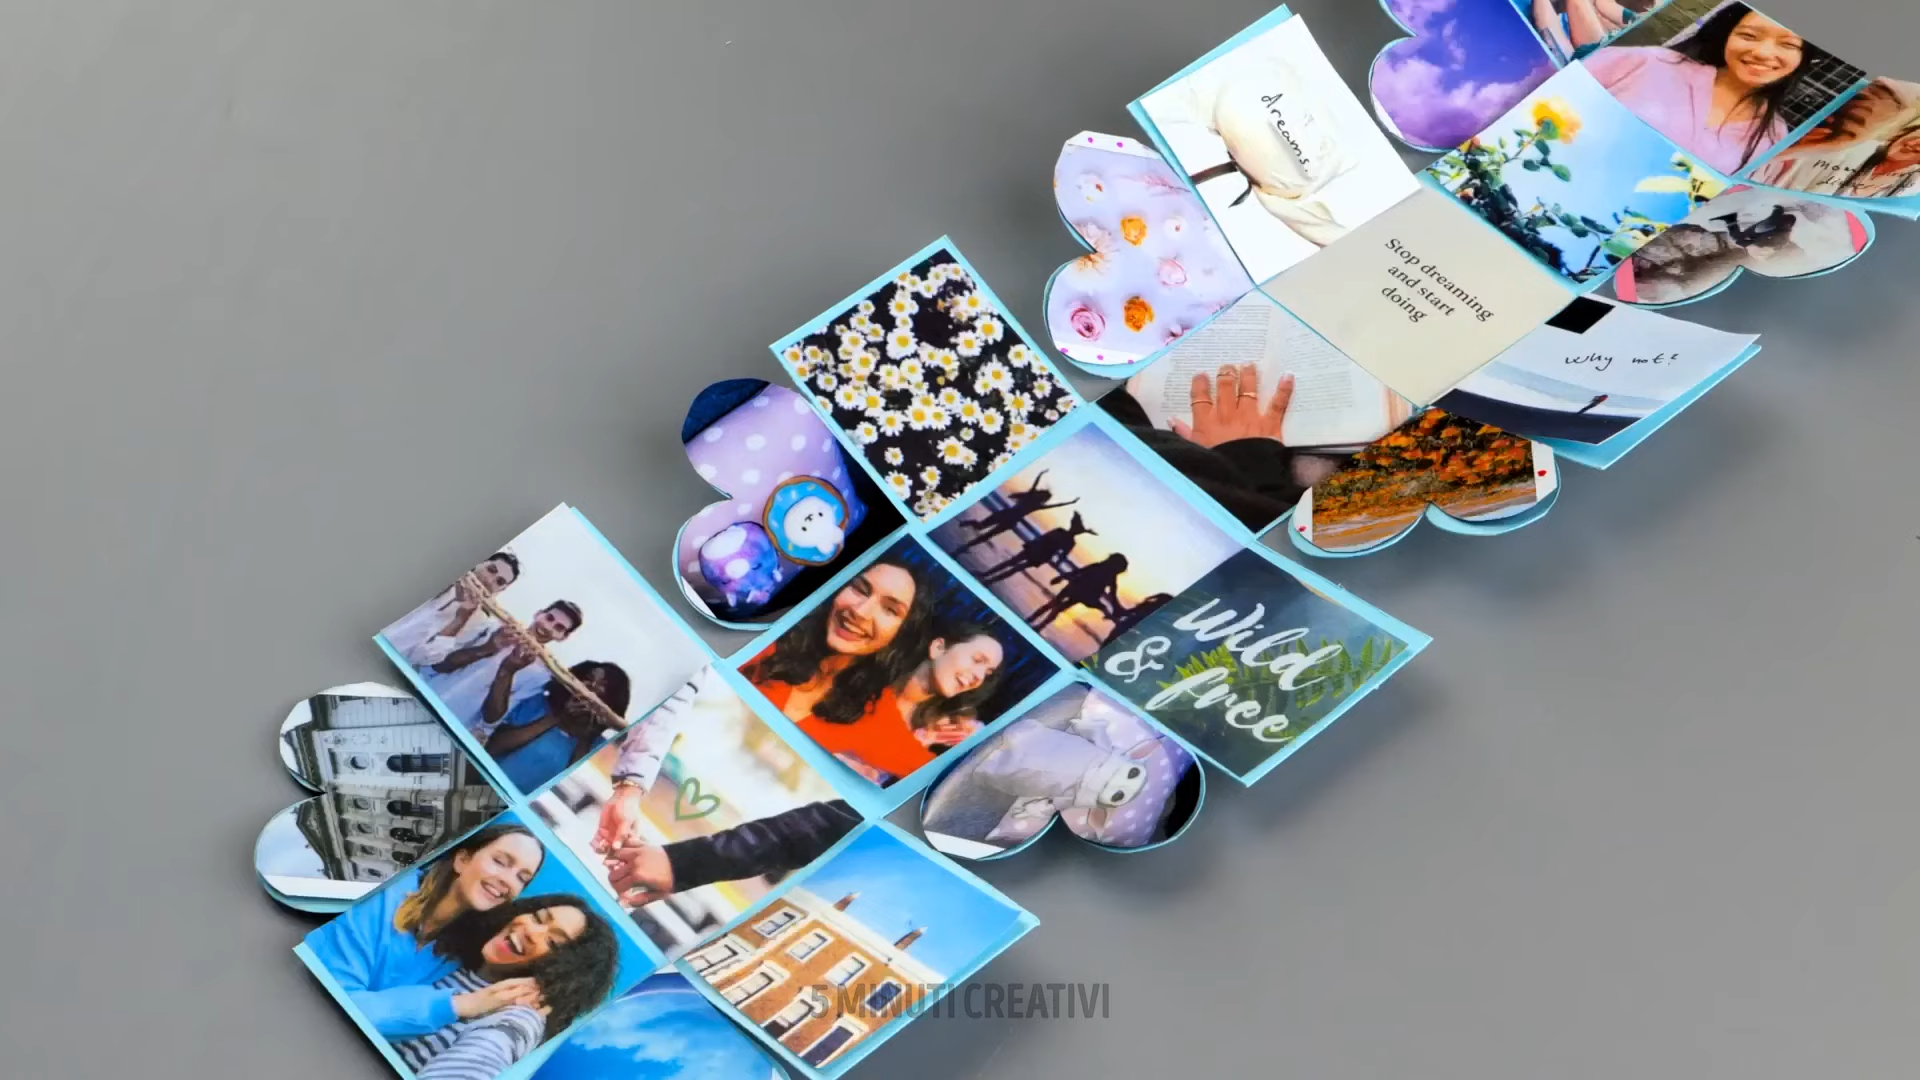 dreams.
Stop dreaming
and start
doing
why not?
Wild
& free
5 MINUTI CREATIVI